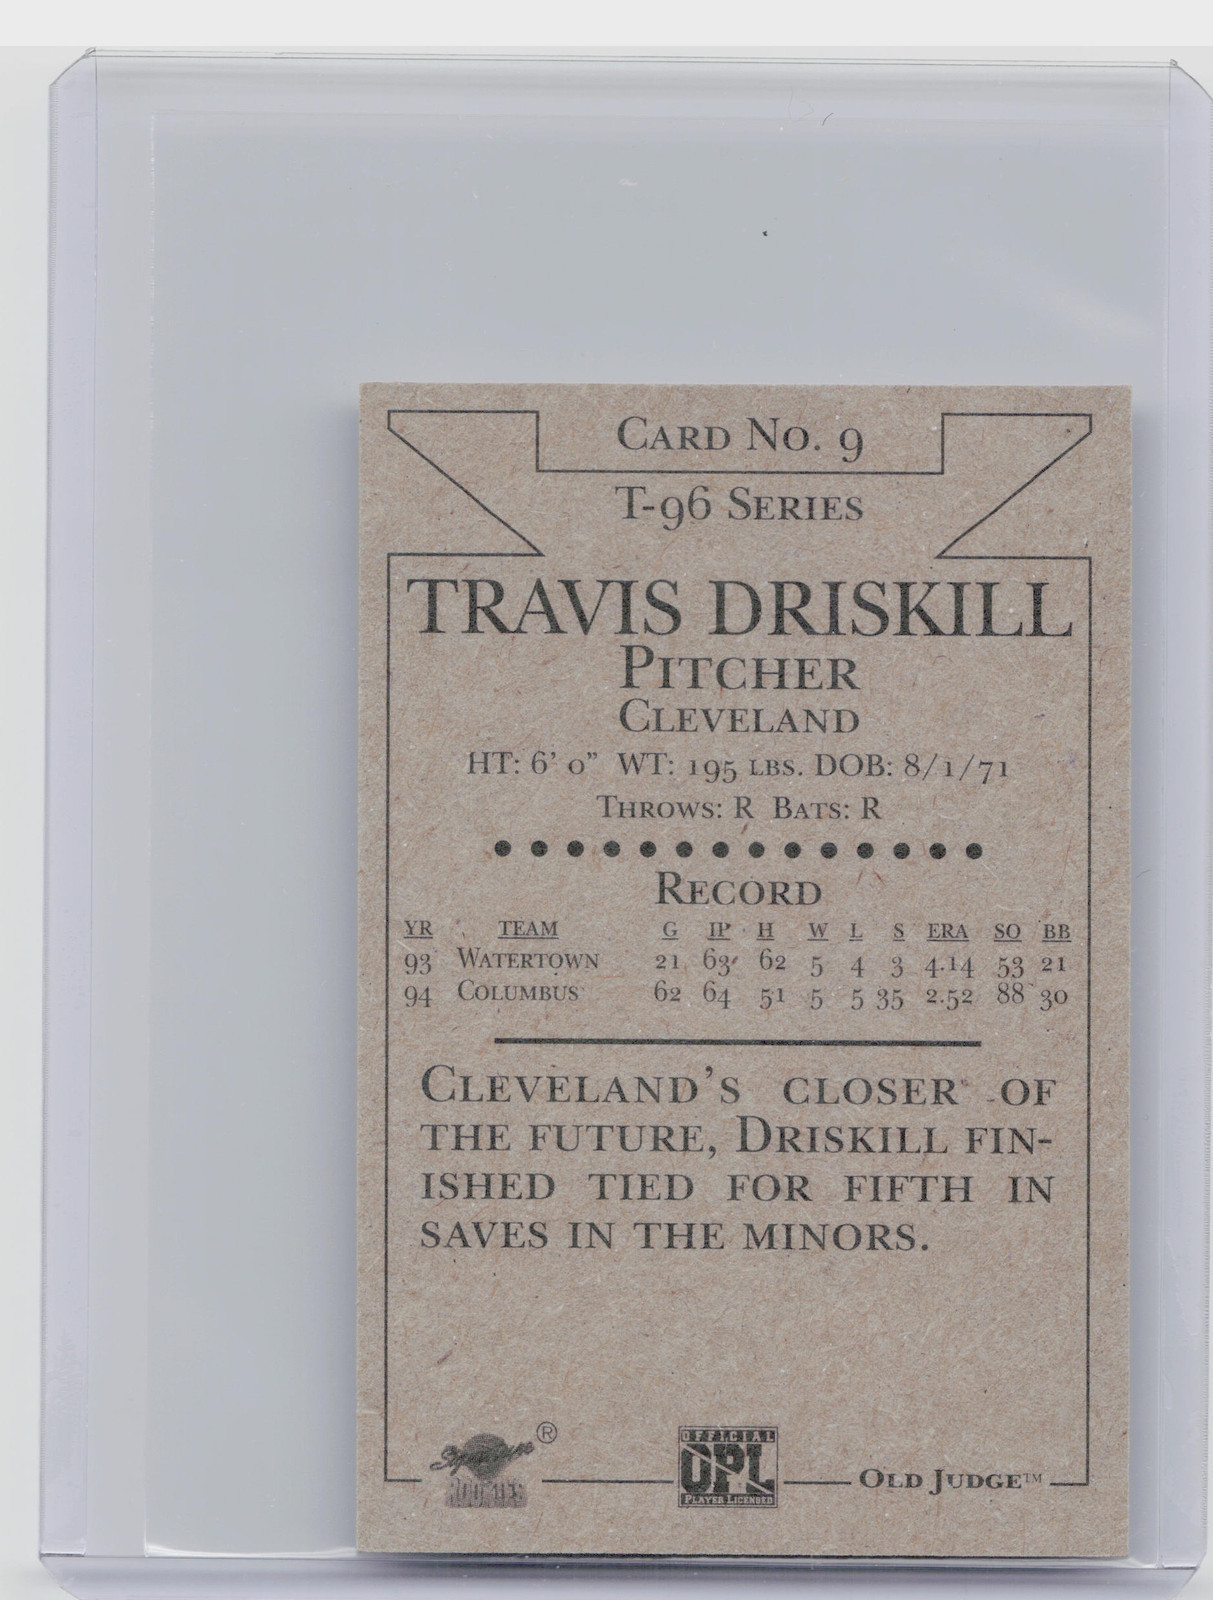 CARD NO. 9
T-96 SERIES
TRAVIS DRISKILL
PITCHER
CLEVELAND
HT: 6' 0" WT: 195 LBS. DOB: 8/1/71
THROWS: R BATS: R
RECORD
YR TEAM G IP H W L S ERA SO BB
93 WATERTOWN 21 63 62 5 4 3 4.14 53 21
94 COLUMBUS 62 64 51 5 5 35 2.52 88 30
CLEVELAND'S CLOSER OF
THE FUTURE, DRISKILL FIN-
ISHED TIED FOR FIFTH IN
SAVES IN THE MINORS.
®
OFFICIAL
OPL
PLAYER LICENSED
OLD JUDGE™